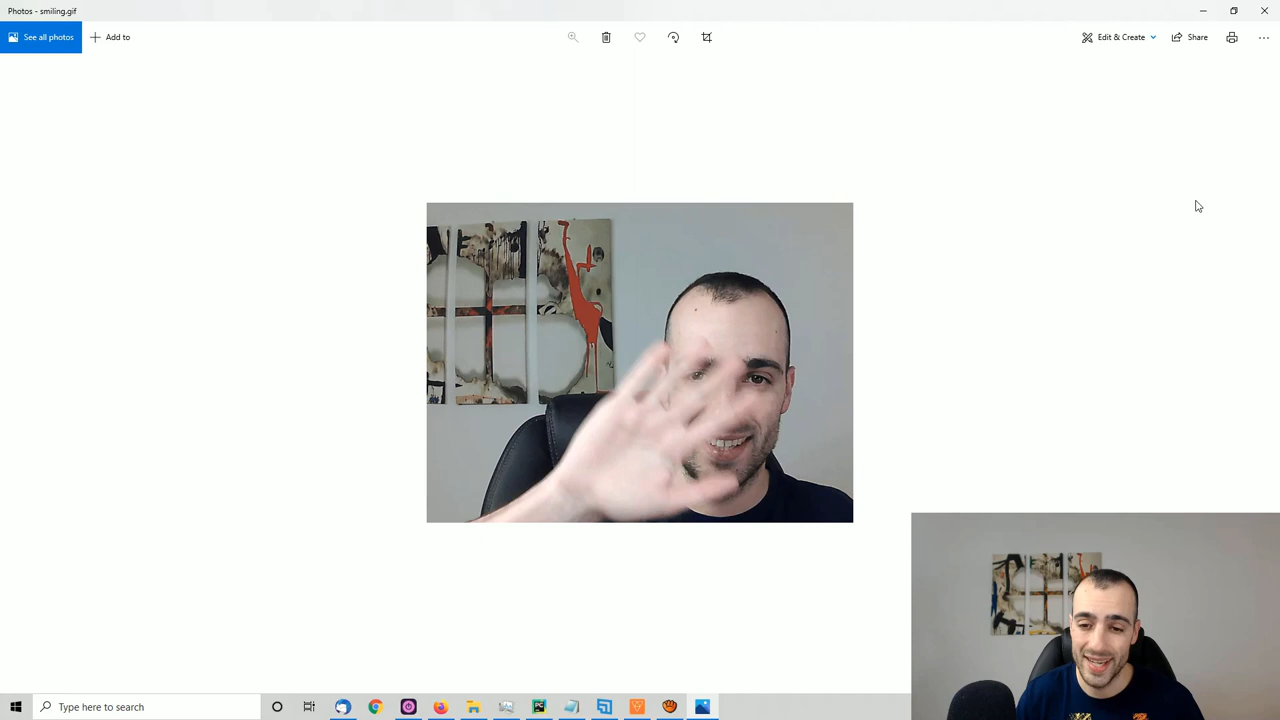 Photos - smiling.gif
See all photos
Add to
Edit & Create
Share
Type here to search